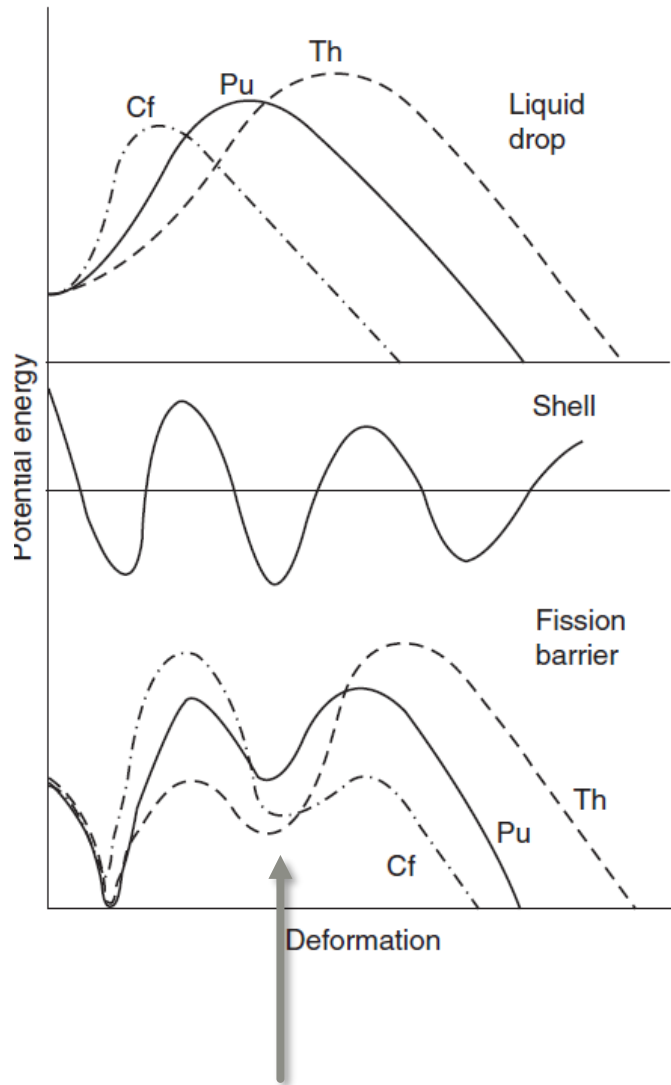 Th
Pu
Cf
Liquid
drop
Potential energy
Shell
Fission
barrier
Th
Pu
Cf
Deformation